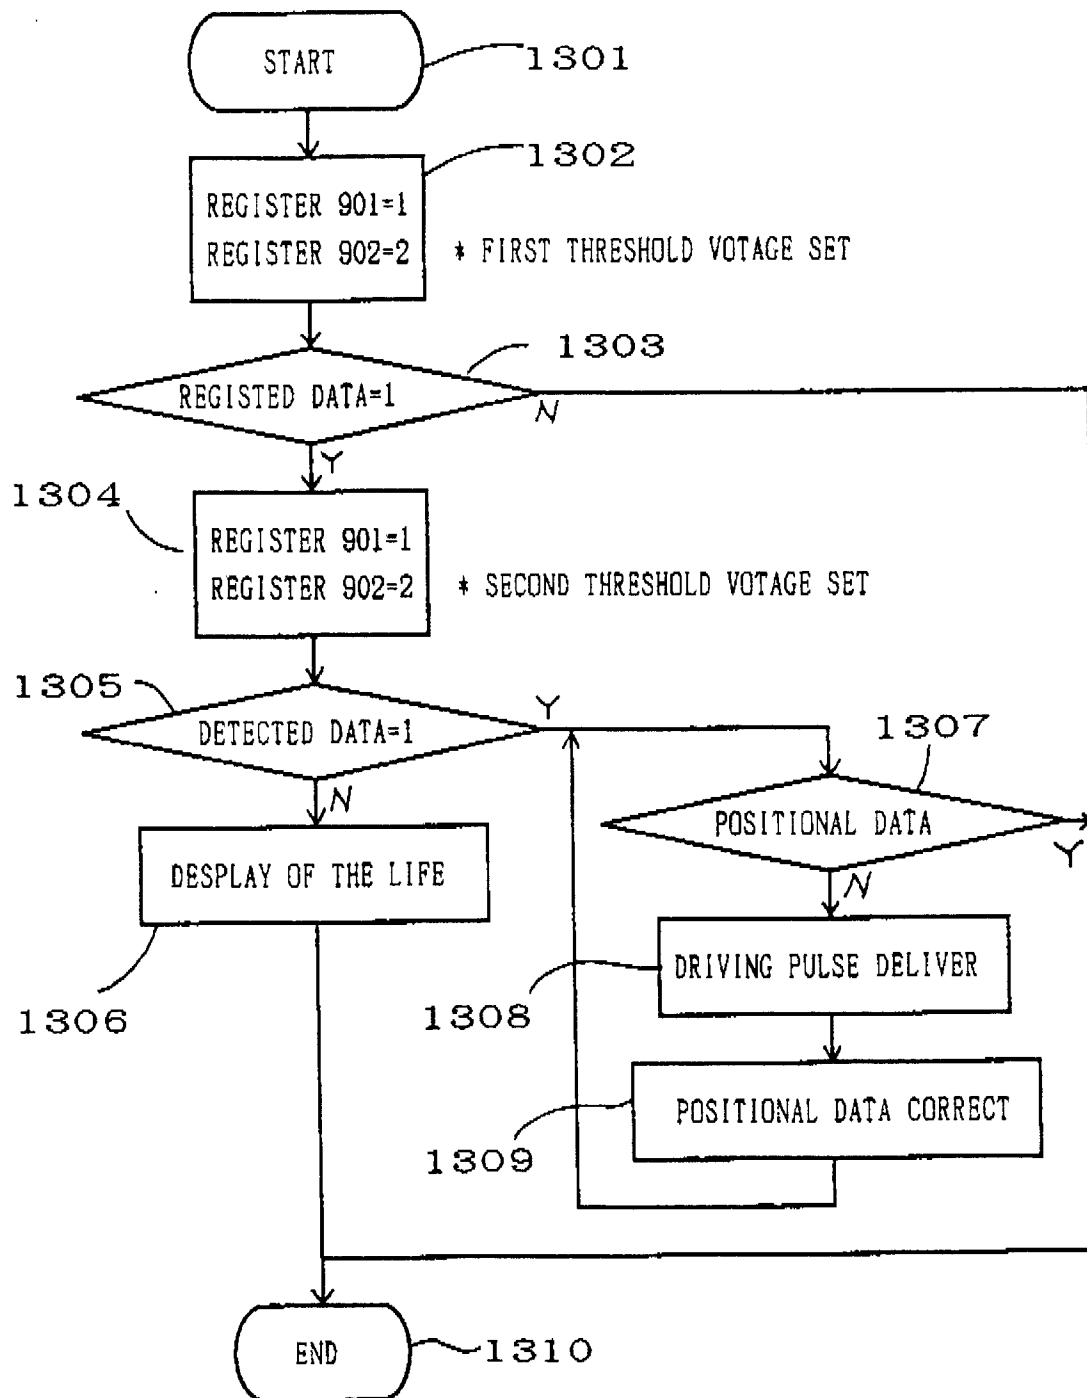 START
1301
1302
REGISTER 901=1
REGISTER 902=2 * FIRST THRESHOLD VOTAGE SET
1303
REGISTED DATA=1
N
Y
1304
REGISTER 901=1
REGISTER 902=2 * SECOND THRESHOLD VOTAGE SET
1305
DETECTED DATA=1
Y
N
1307
POSITIONAL DATA
Y
N
DESPLAY OF THE LIFE
1306
DRIVING PULSE DELIVER
1308
POSITIONAL DATA CORRECT
1309
END
1310